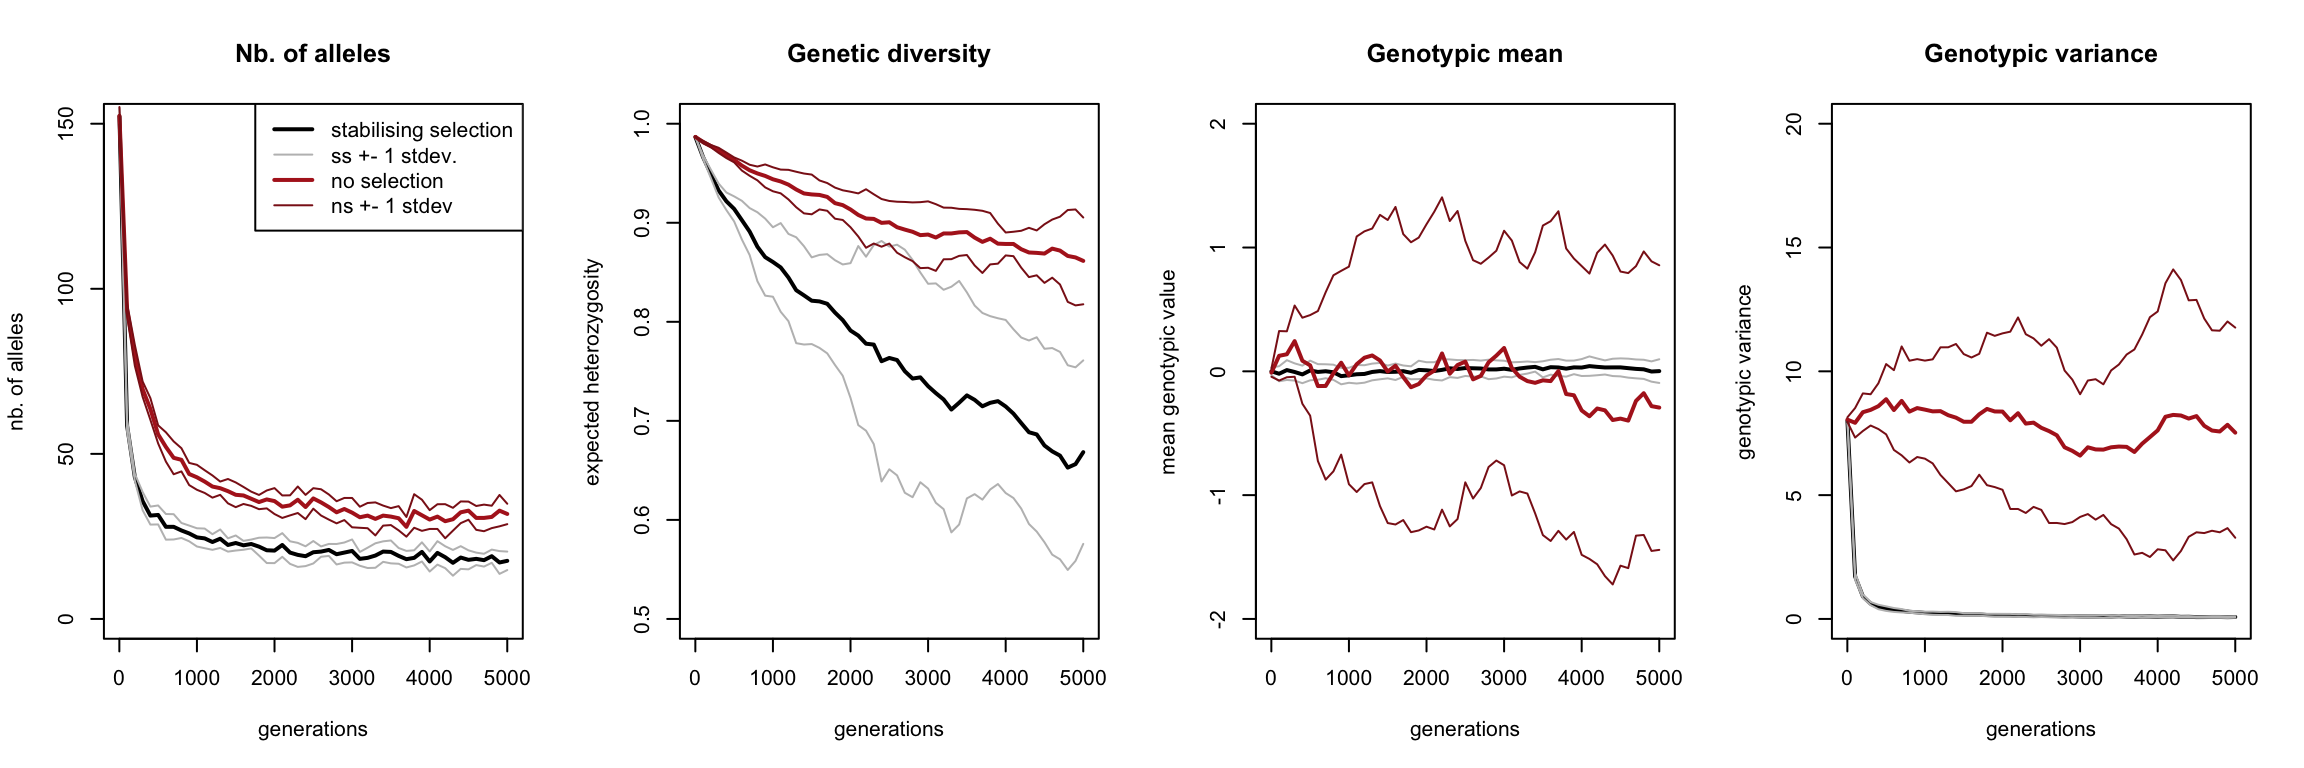 Nb. of alleles
nb. of alleles
0
50
100
150
stabilising selection
ss +- 1 stdev.
no selection
ns +- 1 stdev
0 1000 2000 3000 4000 5000
generations
Genetic diversity
expected heterozygosity
0.5
0.6
0.7
0.8
0.9
1.0
0 1000 2000 3000 4000 5000
generations
Genotypic mean
mean genotypic value
-2
-1
0
1
2
0 1000 2000 3000 4000 5000
generations
Genotypic variance
genotypic variance
0
5
10
15
20
0 1000 2000 3000 4000 5000
generations